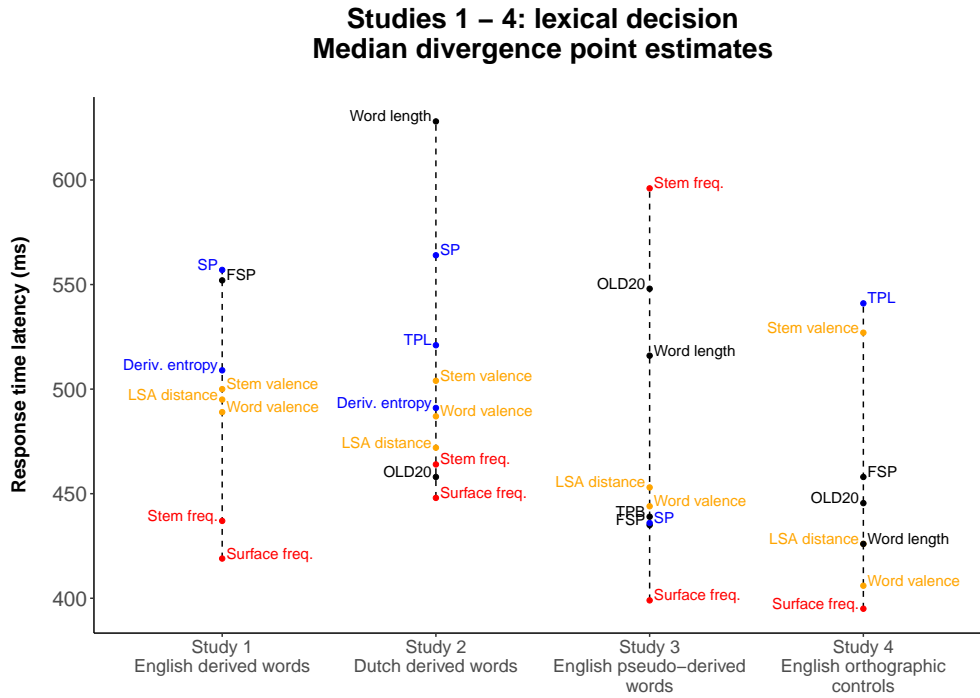 Studies 1 – 4: lexical decision
Median divergence point estimates
Response time latency (ms)
600
550
500
450
400
SP
FSP
Deriv. entropy
Stem valence
LSA distance
Word valence
Stem freq.
Surface freq.
Word length
SP
TPL
Stem valence
Deriv. entropy
Word valence
LSA distance
Stem freq.
OLD20
Surface freq.
Stem freq.
OLD20
Word length
LSA distance
Word valence
TPB
FSP
SP
Surface freq.
TPL
Stem valence
FSP
OLD20
LSA distance
Word length
Word valence
Surface freq.
Study 1
English derived words
Study 2
Dutch derived words
Study 3
English pseudo−derived
words
Study 4
English orthographic
controls